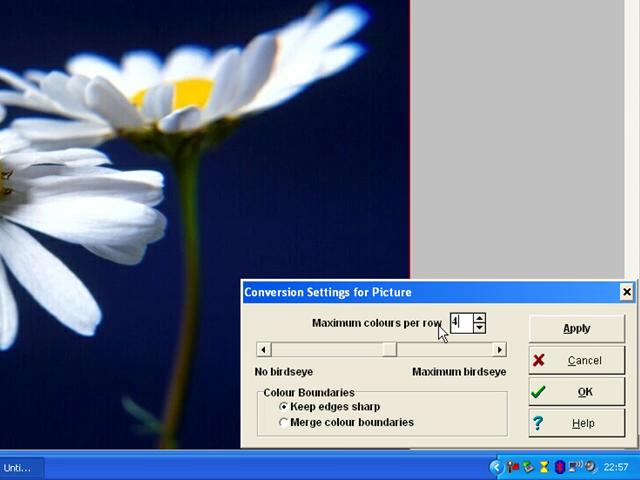 Conversion Settings for Picture
Maximum colours per row 4
No birdseye Maximum birdseye
Colour Boundaries
Keep edges sharp
Merge colour boundaries
Apply
Cancel
OK
Help
Unti...
22:57